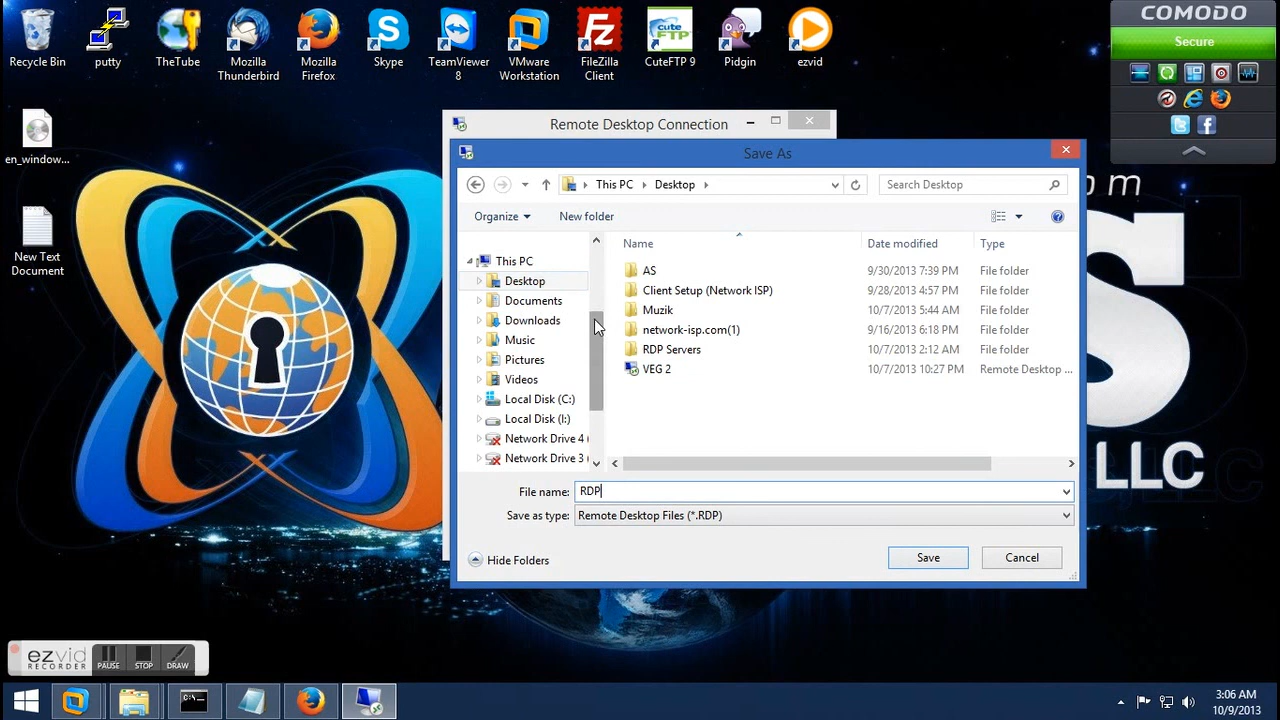 Recycle Bin
putty
TheTube
Mozilla
Thunderbird
Mozilla
Firefox
Skype
TeamViewer
8
VMware
Workstation
FileZilla
Client
cute
FTP
CuteFTP 9
Pidgin
ezvid
COMODO
Secure
en_window...
New Text
Document
om
S
LLC
Remote Desktop Connection
Save As
This PC
Desktop
Search Desktop
Organize
New folder
Name
Date modified
Type
This PC
Desktop
Documents
Downloads
Music
Pictures
Videos
Local Disk (C:)
Local Disk (I:)
Network Drive 4 (
Network Drive 3 (
AS 9/30/2013 7:39 PM File folder
Client Setup (Network ISP) 9/28/2013 4:57 PM File folder
Muzik 10/7/2013 5:44 AM File folder
network-isp.com(1) 9/16/2013 6:18 PM File folder
RDP Servers 10/7/2013 2:12 AM File folder
VEG 2 10/7/2013 10:27 PM Remote Desktop ...
File name: RDP
Save as type: Remote Desktop Files (*.RDP)
Hide Folders
Save
Cancel
ezvid
RECORDER
PAUSE
STOP
DRAW
C:\
3:06 AM
10/9/2013